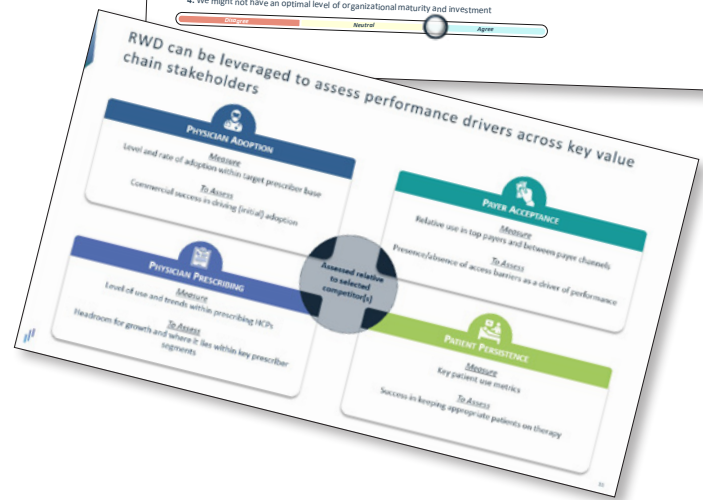 4. We might not have an optimal level of organizational maturity and investment
Disagree Neutral Agree
RWD can be leveraged to assess performance drivers across key value
chain stakeholders
PHYSICIAN ADOPTION
Measure
Level and rate of adoption within target prescriber base
To Assess
Commercial success in driving (initial) adoption
PAYER ACCEPTANCE
Measure
Relative use in top payers and between payer channels
To Assess
Presence/absence of access barriers as a driver of performance
Assessed relative
to selected
competitor[s]
PHYSICIAN PRESCRIBING
Measure
Level of use and trends within prescribing HCPs
To Assess
Headroom for growth and where it lies within key prescriber
segments
PATIENT PERSISTENCE
Measure
Key patient use metrics
To Assess
Success in keeping appropriate patients on therapy